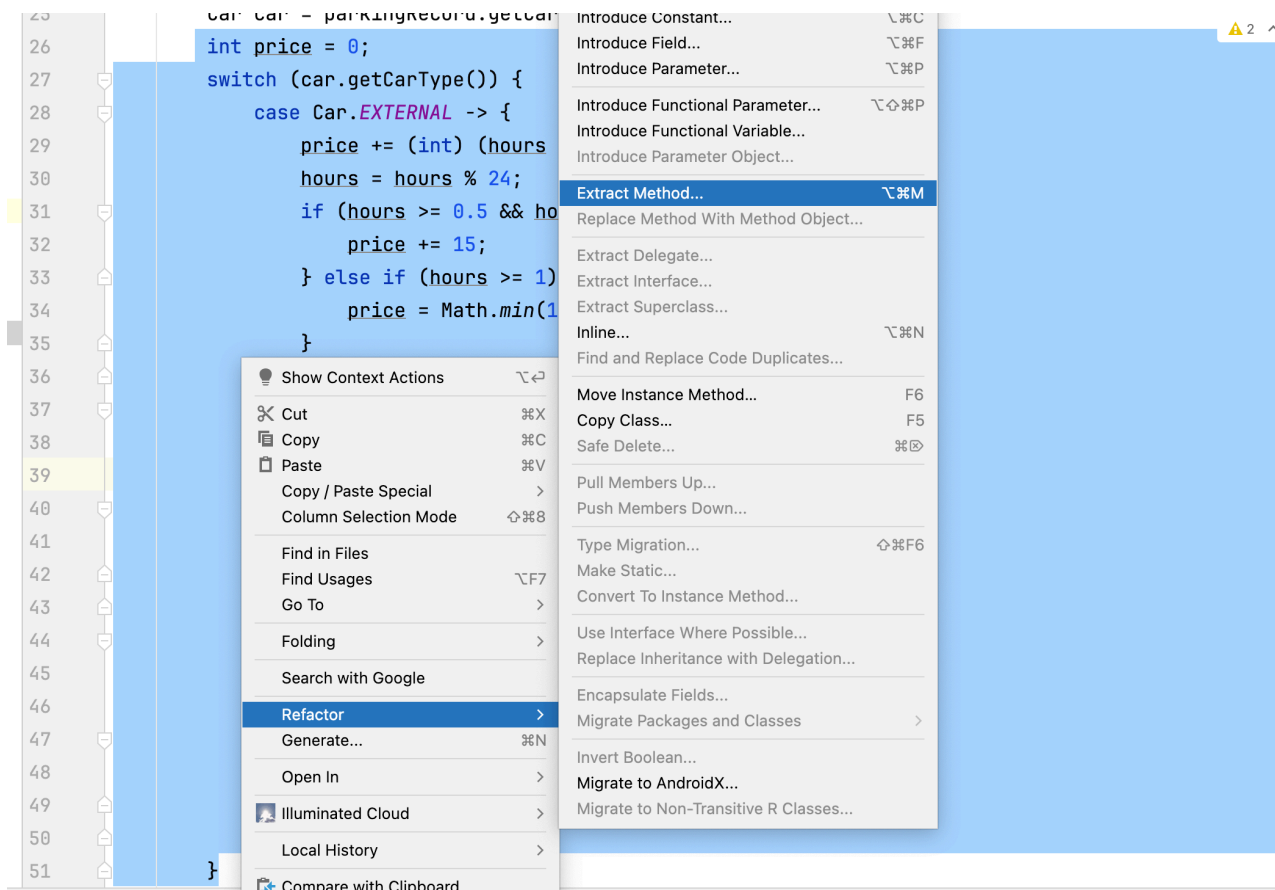 25 Car car = parkingRecord.getCar
26 int price = 0;
27 switch (car.getCarType()) {
28 case Car.EXTERNAL -> {
29 price += (int) (hours
30 hours = hours % 24;
31 if (hours >= 0.5 && ho
32 price += 15;
33 } else if (hours >= 1)
34 price = Math.min(1
35 }
36
37
38
39
40
41
42
43
44
45
46
47
48
49
50
51 }
Show Context Actions ⌥⏎
Cut ⌘X
Copy ⌘C
Paste ⌘V
Copy / Paste Special >
Column Selection Mode ⇧⌘8
Find in Files
Find Usages ⌥F7
Go To >
Folding >
Search with Google
Refactor >
Generate... ⌘N
Open In >
Illuminated Cloud >
Local History >
Compare with Clipboard
Introduce Constant... ⌥⌘C
Introduce Field... ⌥⌘F
Introduce Parameter... ⌥⌘P
Introduce Functional Parameter... ⌥⇧⌘P
Introduce Functional Variable...
Introduce Parameter Object...
Extract Method... ⌥⌘M
Replace Method With Method Object...
Extract Delegate...
Extract Interface...
Extract Superclass...
Inline... ⌥⌘N
Find and Replace Code Duplicates...
Move Instance Method... F6
Copy Class... F5
Safe Delete... ⌘⌦
Pull Members Up...
Push Members Down...
Type Migration... ⇧⌘F6
Make Static...
Convert To Instance Method...
Use Interface Where Possible...
Replace Inheritance with Delegation...
Encapsulate Fields...
Migrate Packages and Classes >
Invert Boolean...
Migrate to AndroidX...
Migrate to Non-Transitive R Classes...
2